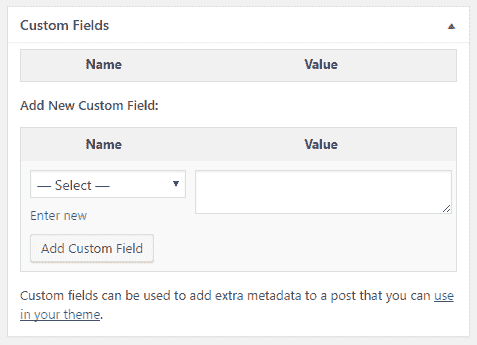 Custom Fields
Name Value
Add New Custom Field:
Name Value
— Select —
Enter new
Add Custom Field
Custom fields can be used to add extra metadata to a post that you can use
in your theme.